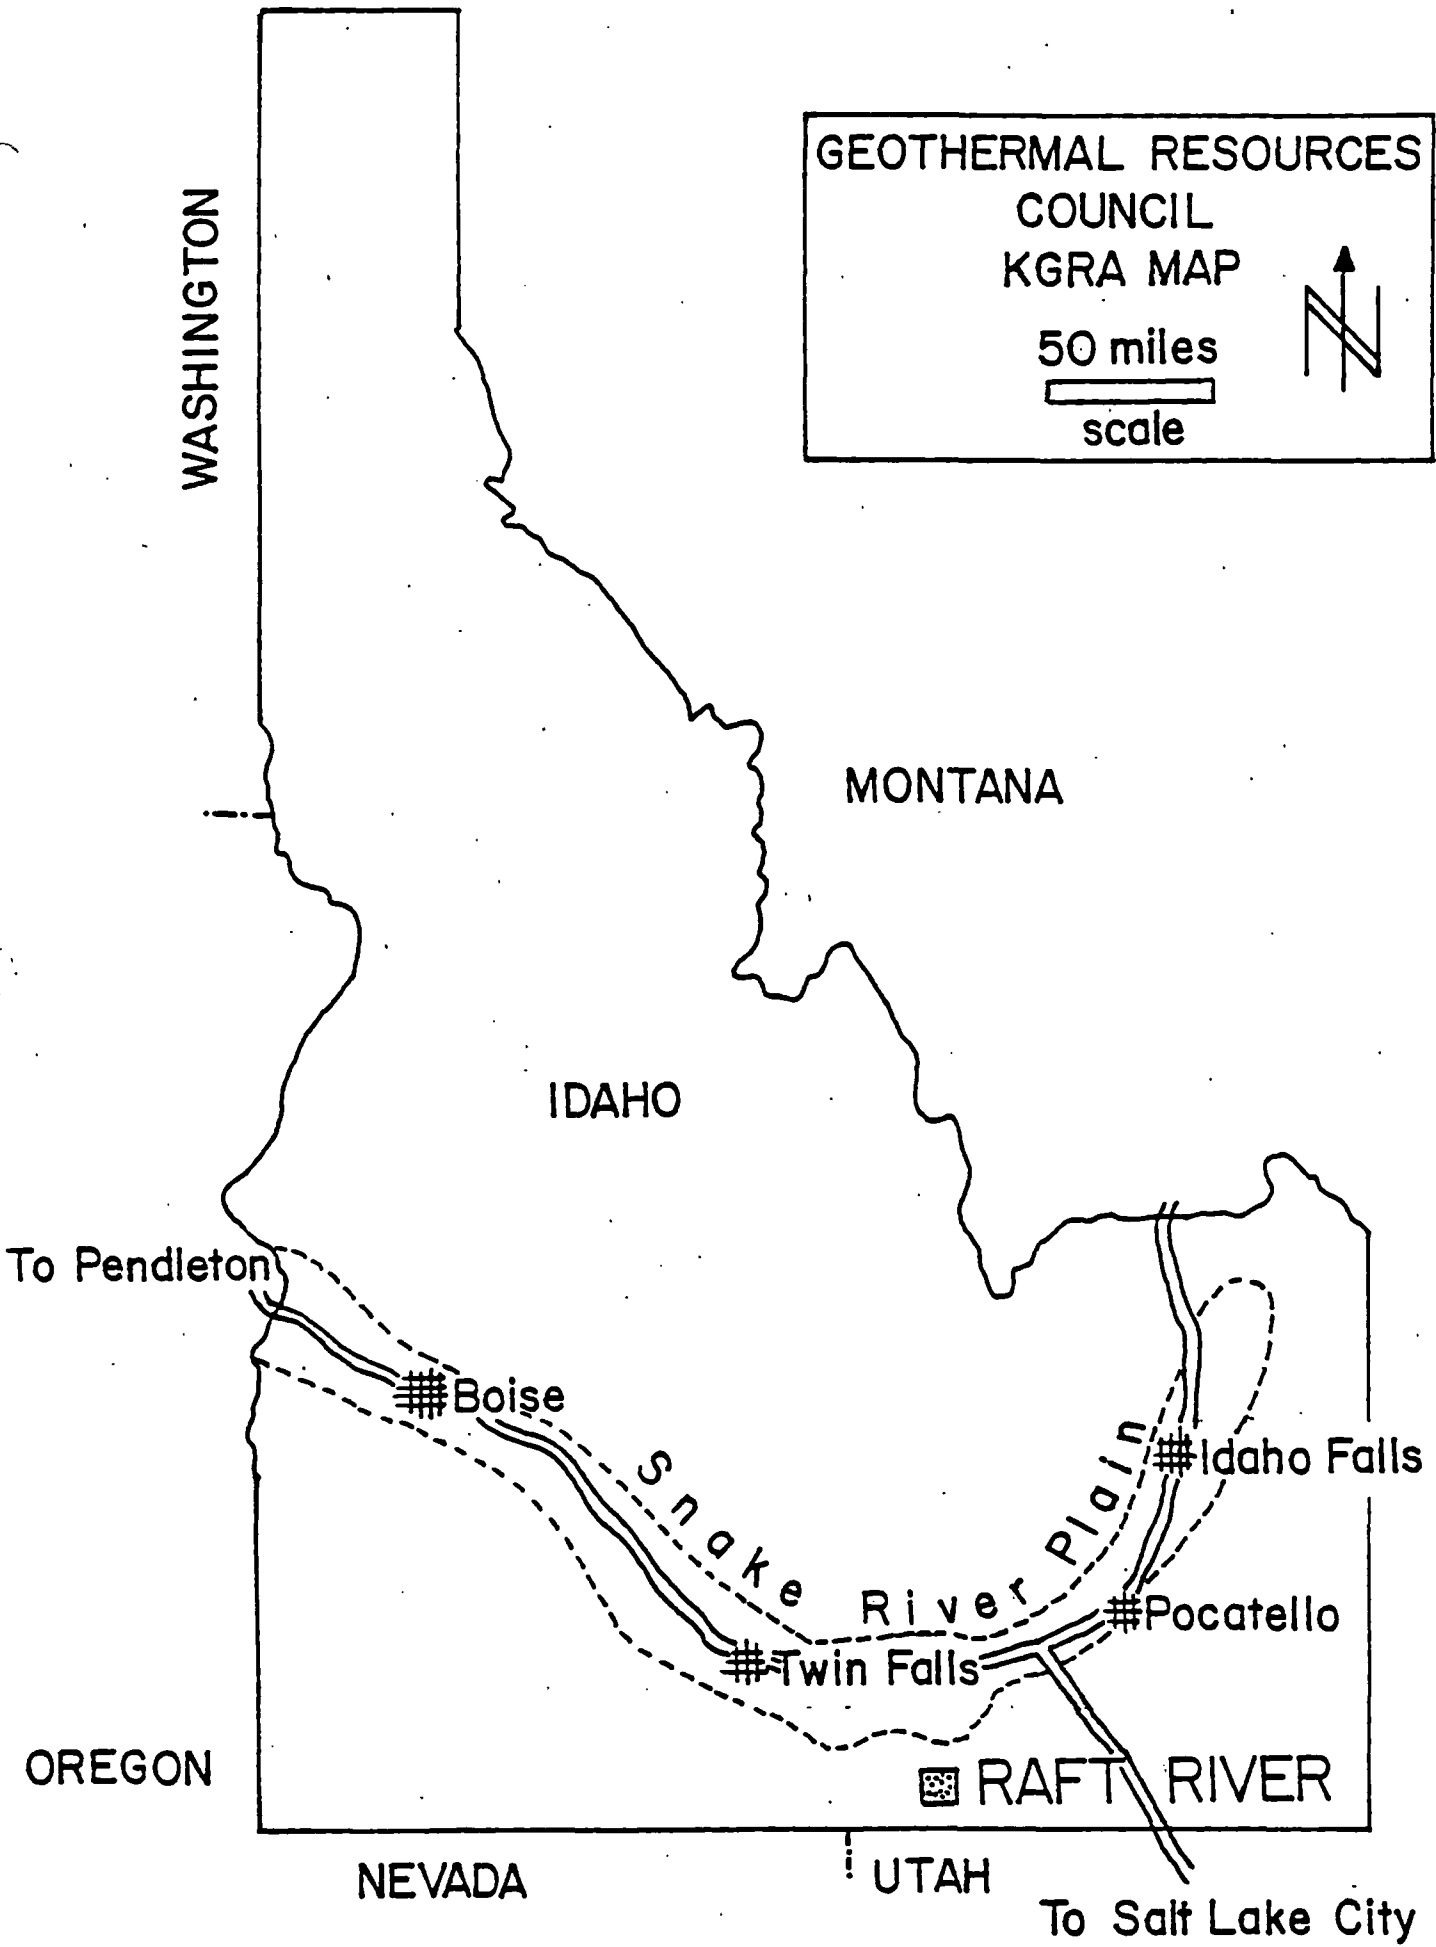 GEOTHERMAL RESOURCES
COUNCIL
KGRA MAP
50 miles
scale
N
WASHINGTON
MONTANA
IDAHO
To Pendleton
Boise
Snake River Plain
Idaho Falls
Pocatello
Twin Falls
OREGON
RAFT RIVER
NEVADA
UTAH
To Salt Lake City